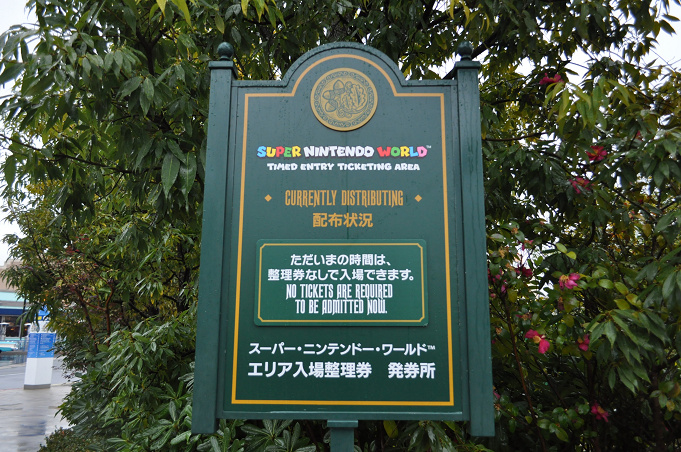 SUPER NINTENDO WORLD™
TIMED ENTRY TICKETING AREA
CURRENTLY DISTRIBUTING
配布状況
ただいまの時間は、
整理券なしで入場できます。
NO TICKETS ARE REQUIRED
TO BE ADMITTED NOW.
スーパー・ニンテンドー・ワールド™
エリア入場整理券 発券所